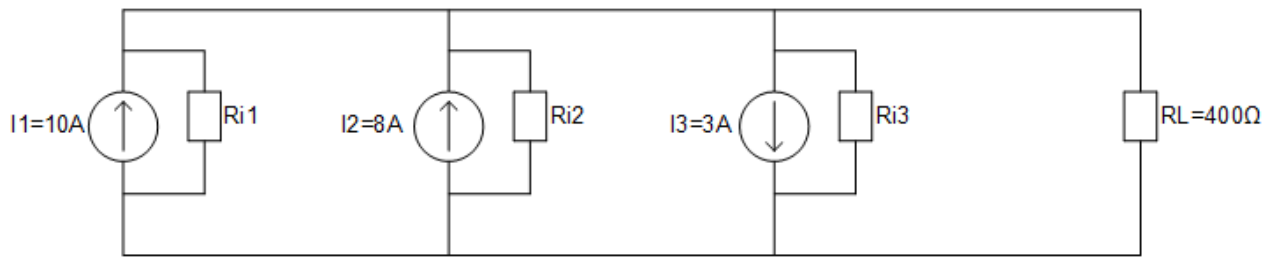 I1=10A
Ri1
I2=8A
Ri2
I3=3A
Ri3
RL=400Ω